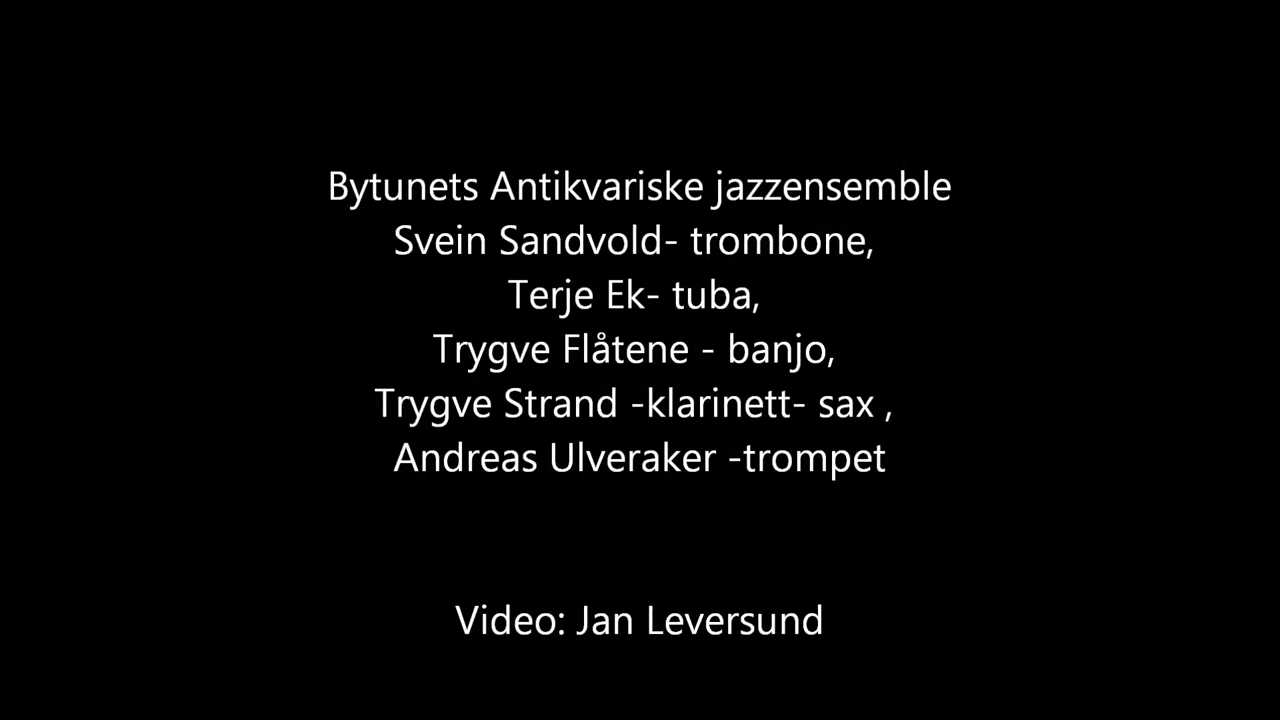 Bytunets Antikvariske jazzensemble
Svein Sandvold- trombone,
Terje Ek- tuba,
Trygve Flåtene - banjo,
Trygve Strand -klarinett- sax ,
Andreas Ulveraker -trompet
Video: Jan Leversund